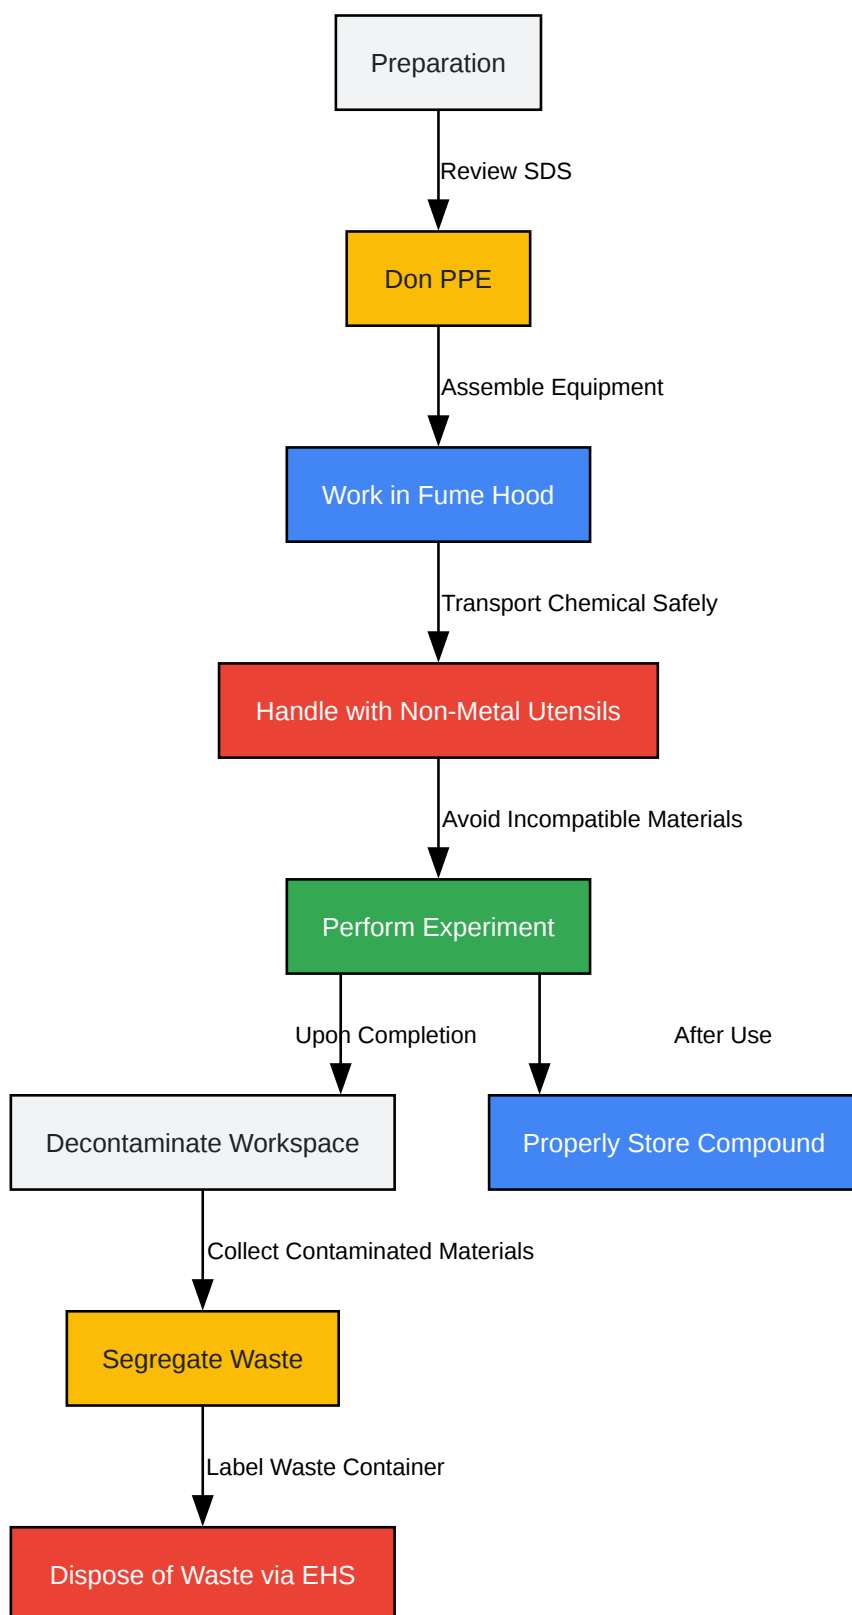 Preparation
Review SDS
Don PPE
Assemble Equipment
Work in Fume Hood
Transport Chemical Safely
Handle with Non-Metal Utensils
Avoid Incompatible Materials
Perform Experiment
Upon Completion
After Use
Decontaminate Workspace
Properly Store Compound
Collect Contaminated Materials
Segregate Waste
Label Waste Container
Dispose of Waste via EHS